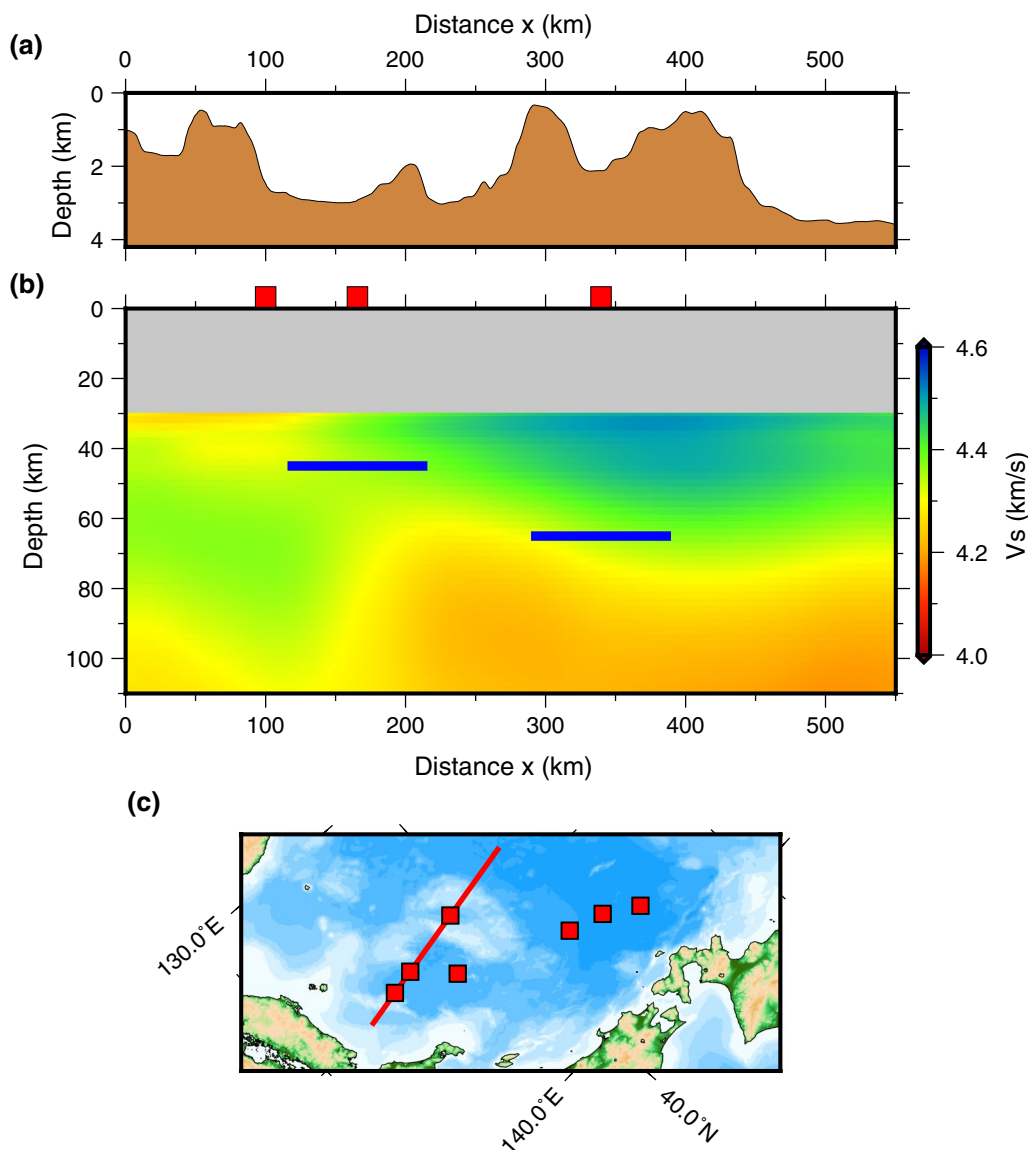 Distance x (km)
(a)
0 100 200 300 400 500
0
2
4
Depth (km)
(b)
0
20
40
60
80
100
Depth (km)
4.6
4.4
4.2
4.0
Vs (km/s)
0 100 200 300 400 500
Distance x (km)
(c)
130.0°E
140.0°E
40.0°N